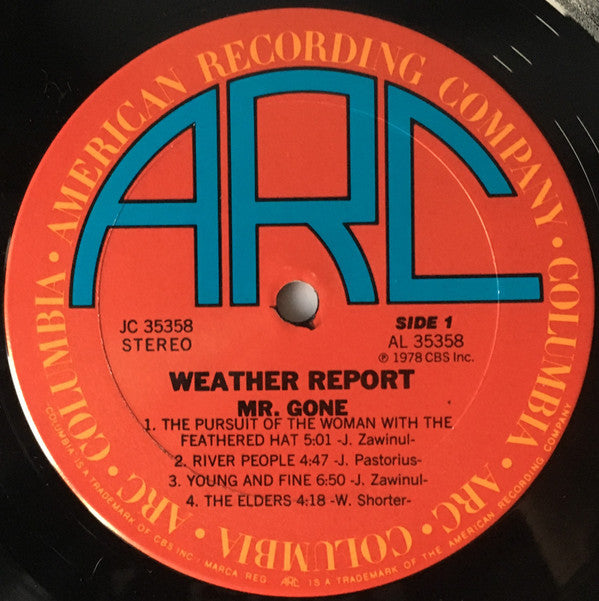 AMERICAN RECORDING COMPANY • COLUMBIA • ARC • COLUMBIA • ARC • COLUMBIA •
ARC
JC 35358
STEREO
SIDE 1
AL 35358
℗ 1978 CBS Inc.
WEATHER REPORT
MR. GONE
1. THE PURSUIT OF THE WOMAN WITH THE
FEATHERED HAT 5:01 -J. Zawinul-
2. RIVER PEOPLE 4:47 -J. Pastorius-
3. YOUNG AND FINE 6:50 -J. Zawinul-
4. THE ELDERS 4:18 -W. Shorter-
COLUMBIA IS A TRADEMARK OF CBS INC. / MARCA REG. ARC IS A TRADEMARK OF THE AMERICAN RECORDING COMPANY